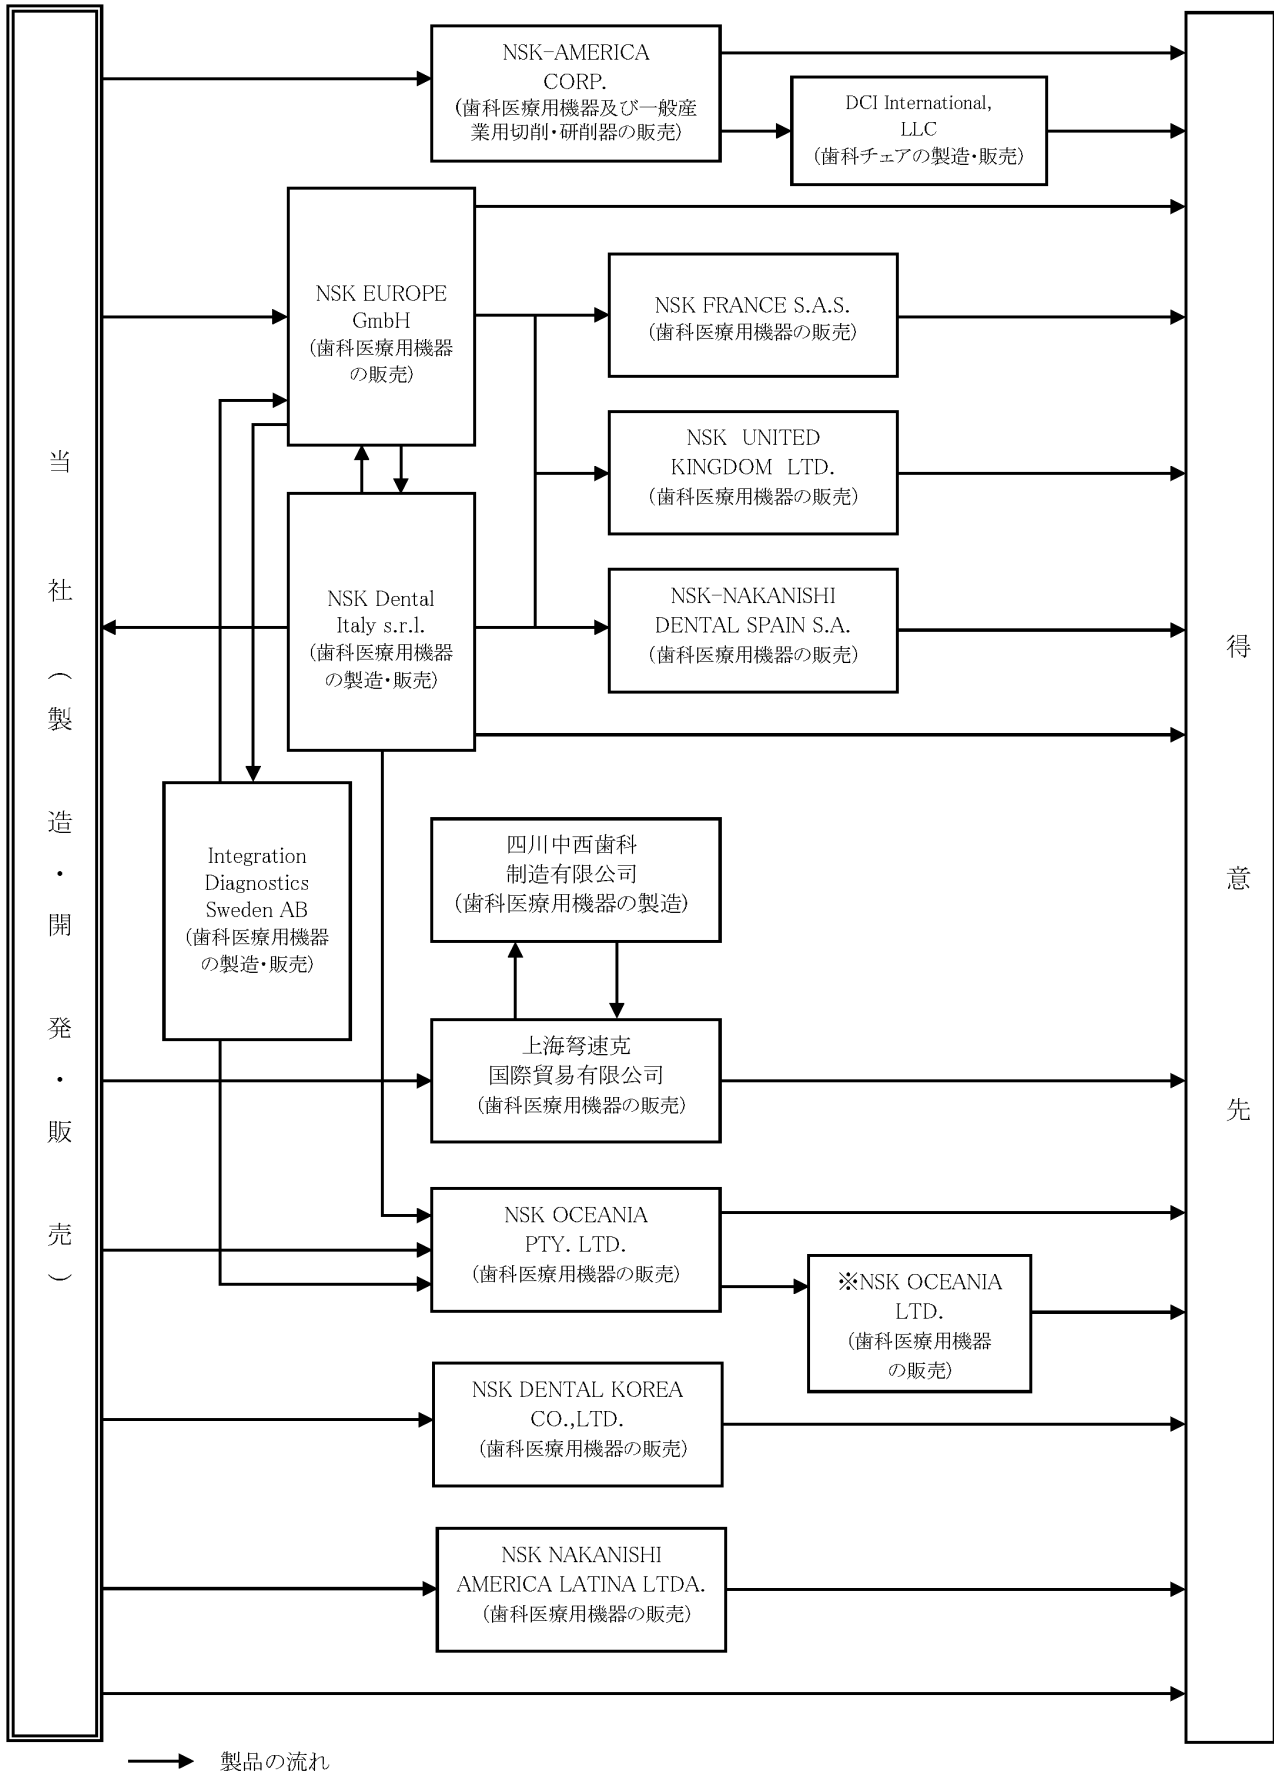 当社(製造・開発・販売)
NSK-AMERICA
CORP.
(歯科医療用機器及び一般産
業用切削・研削器の販売)
DCI International,
LLC
(歯科チェアの製造・販売)
NSK EUROPE
GmbH
(歯科医療用機器
の販売)
NSK FRANCE S.A.S.
(歯科医療用機器の販売)
NSK UNITED
KINGDOM LTD.
(歯科医療用機器の販売)
NSK Dental
Italy s.r.l.
(歯科医療用機器
の製造・販売)
NSK-NAKANISHI
DENTAL SPAIN S.A.
(歯科医療用機器の販売)
Integration
Diagnostics
Sweden AB
(歯科医療用機器
の製造・販売)
四川中西歯科
制造有限公司
(歯科医療用機器の製造)
上海弩速克
国際貿易有限公司
(歯科医療用機器の販売)
NSK OCEANIA
PTY. LTD.
(歯科医療用機器の販売)
※NSK OCEANIA
LTD.
(歯科医療用機器
の販売)
NSK DENTAL KOREA
CO.,LTD.
(歯科医療用機器の販売)
NSK NAKANISHI
AMERICA LATINA LTDA.
(歯科医療用機器の販売)
得意先
製品の流れ